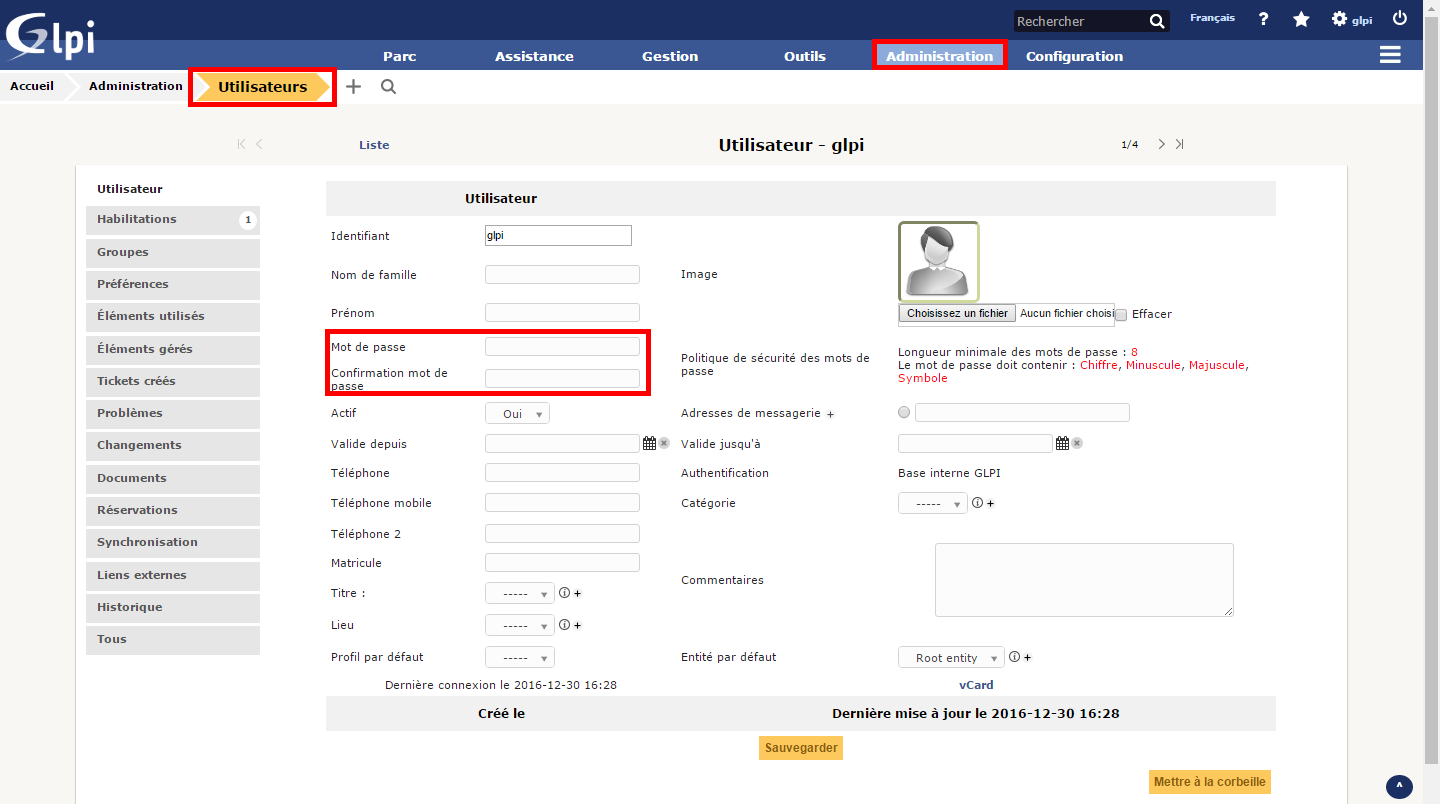 Glpi
Rechercher
Français
?
glpi
Parc
Assistance
Gestion
Outils
Administration
Configuration
Accueil
Administration
Utilisateurs
Liste
Utilisateur - glpi
1/4
Utilisateur
Habilitations 1
Groupes
Préférences
Éléments utilisés
Éléments gérés
Tickets créés
Problèmes
Changements
Documents
Réservations
Synchronisation
Liens externes
Historique
Tous
Utilisateur
Identifiant glpi
Nom de famille
Image
Prénom
Choisissez un fichier Aucun fichier choisi
Effacer
Mot de passe
Confirmation mot de
passe
Politique de sécurité des mots de
passe
Longueur minimale des mots de passe : 8
Le mot de passe doit contenir : Chiffre, Minuscule, Majuscule,
Symbole
Actif Oui
Adresses de messagerie +
Valide depuis
Valide jusqu'à
Téléphone
Authentification Base interne GLPI
Téléphone mobile
Catégorie ----- +
Téléphone 2
Matricule
Commentaires
Titre : ----- +
Lieu ----- +
Profil par défaut -----
Entité par défaut Root entity +
Dernière connexion le 2016-12-30 16:28
vCard
Créé le
Dernière mise à jour le 2016-12-30 16:28
Sauvegarder
Mettre à la corbeille
^